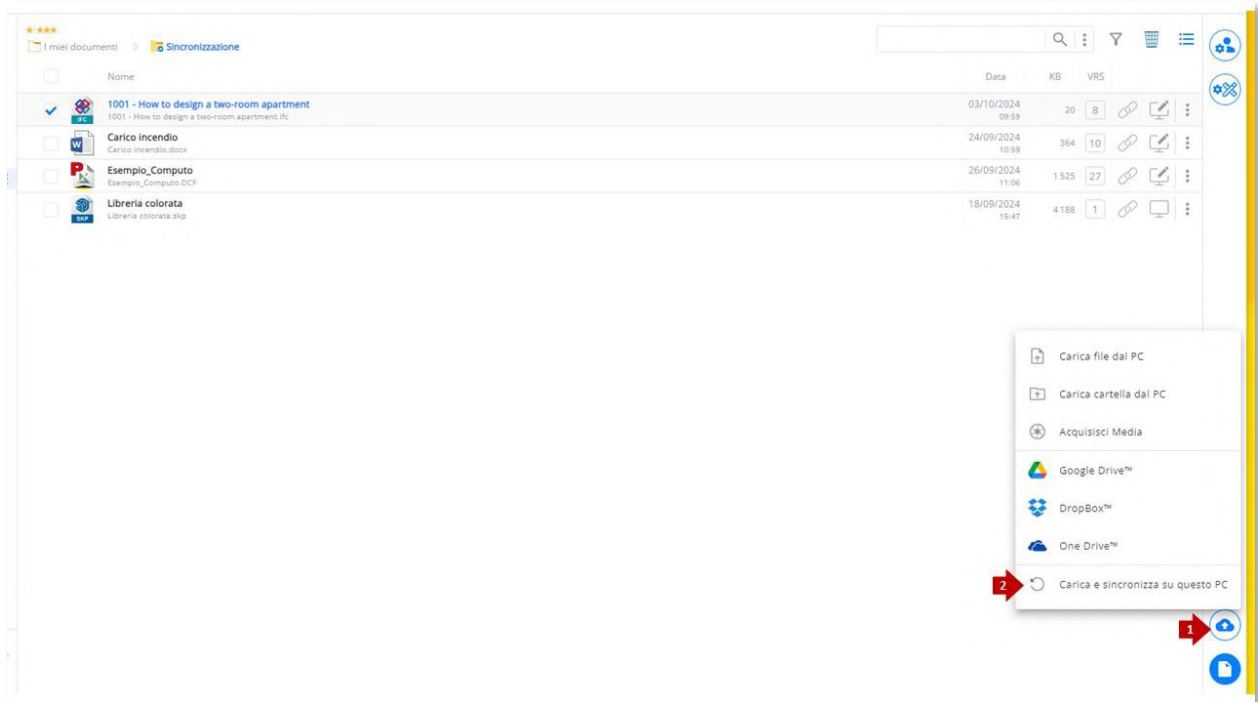 I miei documenti > Sincronizzazione
Nome Data KB VRS
1001 - How to design a two-room apartment
1001 - How to design a two-room apartment.ifc
IFC
03/10/2024
09:59
20 8
Carico incendio
Carico incendio.docx
W
24/09/2024
10:59
364 10
Esempio_Computo
Esempio_Computo.DCF
P
26/09/2024
11:06
1 525 27
Libreria colorata
Libreria colorata.skp
SKP
18/09/2024
15:47
4 188 1
Carica file dal PC
Carica cartella dal PC
Acquisisci Media
Google Drive™
DropBox™
One Drive™
2 Carica e sincronizza su questo PC
1